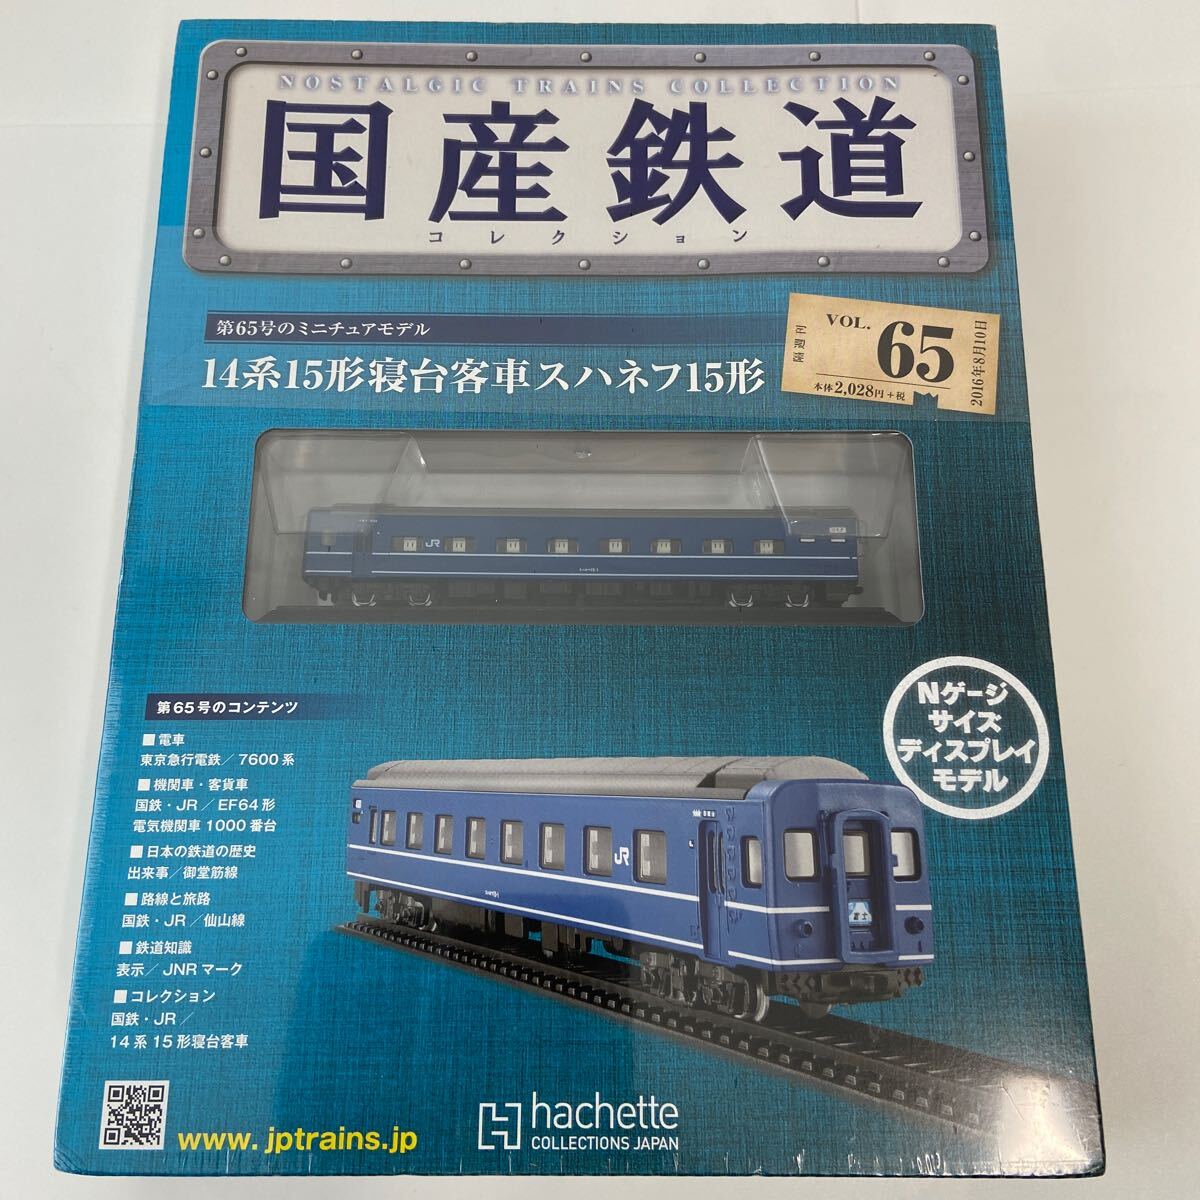 NOSTALGIC TRAINS COLLECTION
国産鉄道
コレクション
第65号のミニチュアモデル
14系15形寝台客車スハネフ15形
VOL. 65
本体2,028円+税
2016年8月10日
JR
Nゲージ
サイズ
ディスプレイ
モデル
第65号のコンテンツ
■電車
東京急行電鉄／7600系
■機関車・客貨車
国鉄・JR／EF64形
電気機関車1000番台
■日本の鉄道の歴史
出来事／御堂筋線
■路線と旅路
国鉄・JR／仙山線
■鉄道知識
表示／JNRマーク
■コレクション
国鉄・JR／
14系15形寝台客車
JR
富士
www.jptrains.jp
hachette
COLLECTIONS JAPAN